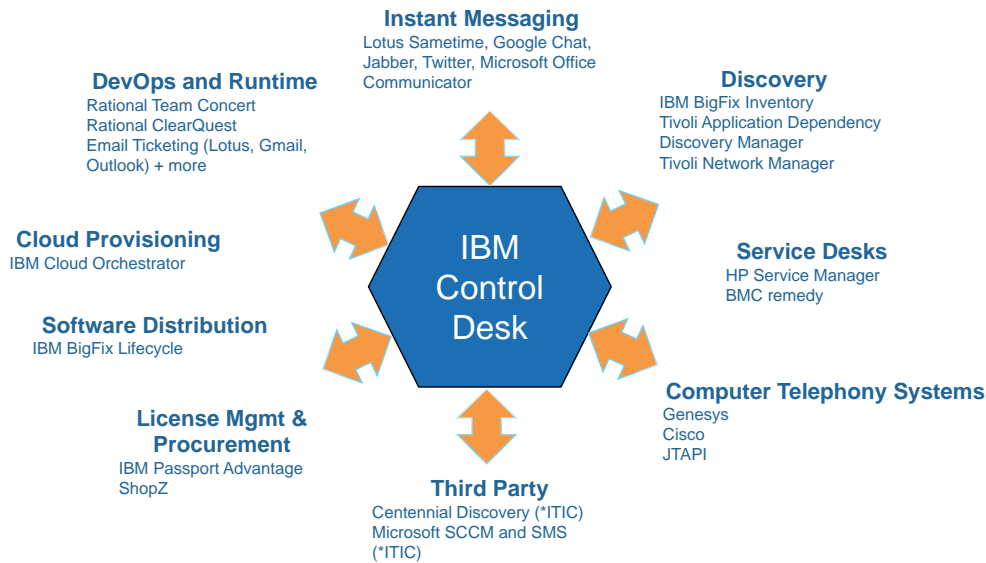 Instant Messaging
Lotus Sametime, Google Chat,
Jabber, Twitter, Microsoft Office
Communicator
DevOps and Runtime
Rational Team Concert
Rational ClearQuest
Email Ticketing (Lotus, Gmail,
Outlook) + more
Discovery
IBM BigFix Inventory
Tivoli Application Dependency
Discovery Manager
Tivoli Network Manager
Cloud Provisioning
IBM Cloud Orchestrator
IBM
Control
Desk
Service Desks
HP Service Manager
BMC remedy
Software Distribution
IBM BigFix Lifecycle
Computer Telephony Systems
Genesys
Cisco
JTAPI
License Mgmt &
Procurement
IBM Passport Advantage
ShopZ
Third Party
Centennial Discovery (*ITIC)
Microsoft SCCM and SMS
(*ITIC)